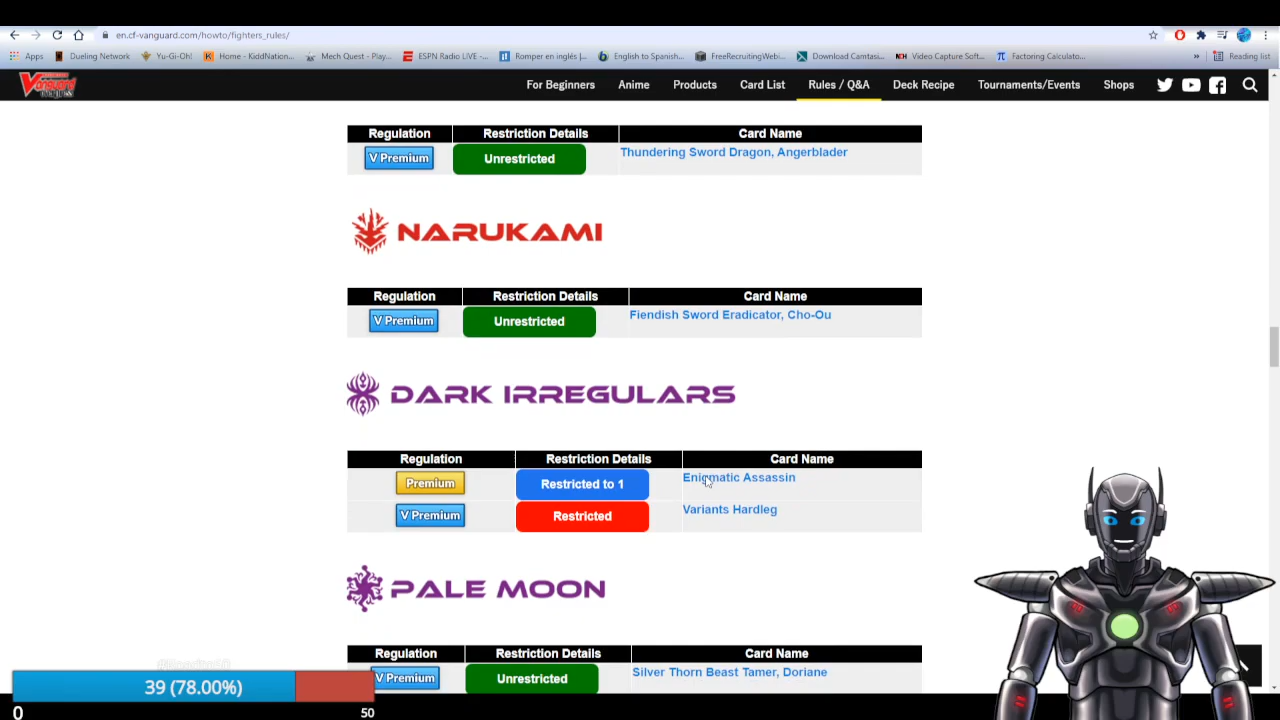 en.cf-vanguard.com/howto/fighters_rules/
Apps Dueling Network Yu-Gi-Oh! Home - KiddNation... Mech Quest - Play... ESPN Radio LIVE -... Romper en inglés |... English to Spanish... FreeRecruitingWebi... Download Camtasi... NCH Video Capture Soft... Factoring Calculato... » Reading list
Vanguard For Beginners Anime Products Card List Rules / Q&A Deck Recipe Tournaments/Events Shops
Regulation Restriction Details Card Name
V Premium Unrestricted Thundering Sword Dragon, Angerblader
NARUKAMI
Regulation Restriction Details Card Name
V Premium Unrestricted Fiendish Sword Eradicator, Cho-Ou
DARK IRREGULARS
Regulation Restriction Details Card Name
Premium Restricted to 1 Enigmatic Assassin
V Premium Restricted Variants Hardleg
PALE MOON
Regulation Restriction Details Card Name
V Premium Unrestricted Silver Thorn Beast Tamer, Doriane
39 (78.00%)
0 50